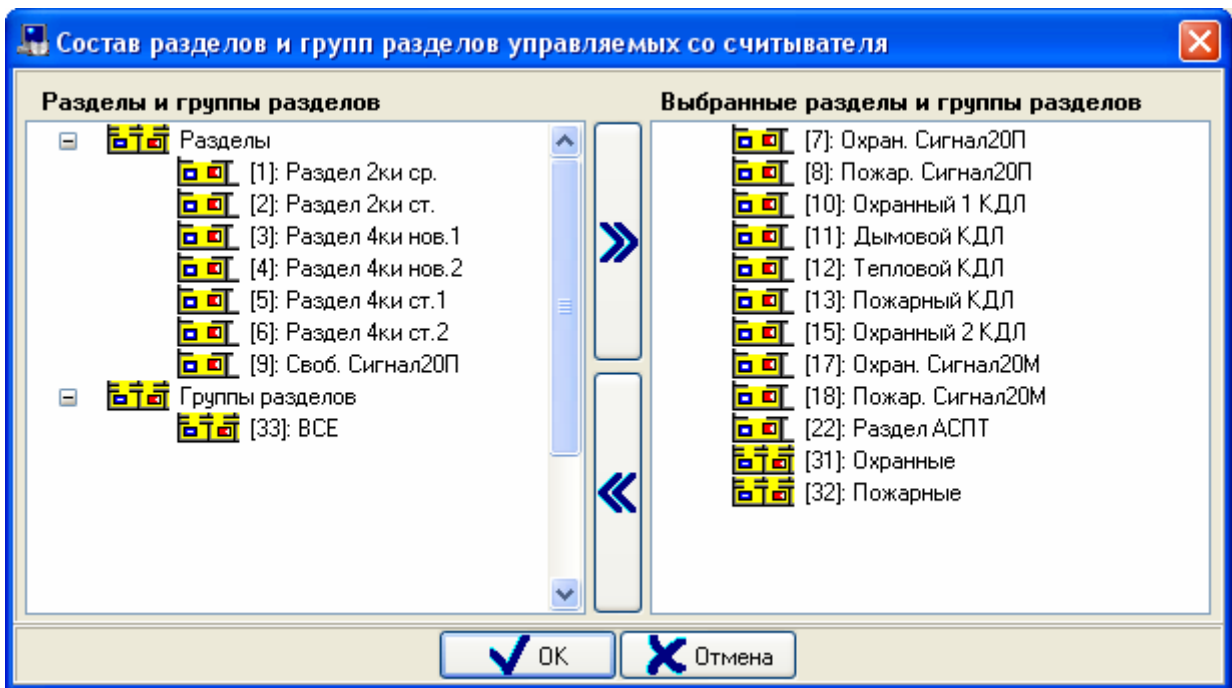 Состав разделов и групп разделов управляемых со считывателя
Разделы и группы разделов
Разделы
[1]: Раздел 2ки ср.
[2]: Раздел 2ки ст.
[3]: Раздел 4ки нов.1
[4]: Раздел 4ки нов.2
[5]: Раздел 4ки ст.1
[6]: Раздел 4ки ст.2
[9]: Своб. Сигнал20П
Группы разделов
[33]: ВСЕ
Выбранные разделы и группы разделов
[7]: Охран. Сигнал20П
[8]: Пожар. Сигнал20П
[10]: Охранный 1 КДЛ
[11]: Дымовой КДЛ
[12]: Тепловой КДЛ
[13]: Пожарный КДЛ
[15]: Охранный 2 КДЛ
[17]: Охран. Сигнал20М
[18]: Пожар. Сигнал20М
[22]: Раздел АСПТ
[31]: Охранные
[32]: Пожарные
OK
Отмена